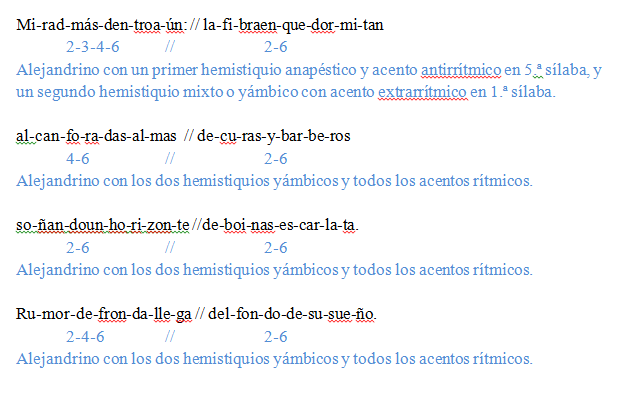 Mi-rad-más-den-troa-ún: // la-fi-braen-que-dor-mi-tan
2-3-4-6 // 2-6
Alejandrino con un primer hemistiquio anapéstico y acento antirrítmico en 5.ª sílaba, y
un segundo hemistiquio mixto o yámbico con acento extrarrítmico en 1.ª sílaba.
al-can-fo-ra-das-al-mas // de-cu-ras-y-bar-be-ros
4-6 // 2-6
Alejandrino con los dos hemistiquios yámbicos y todos los acentos rítmicos.
so-ñan-doun-ho-ri-zon-te //de-boi-nas-es-car-la-ta.
2-6 // 2-6
Alejandrino con los dos hemistiquios yámbicos y todos los acentos rítmicos.
Ru-mor-de-fron-da-lle-ga // del-fon-do-de-su-sue-ño.
2-4-6 // 2-6
Alejandrino con los dos hemistiquios yámbicos y todos los acentos rítmicos.